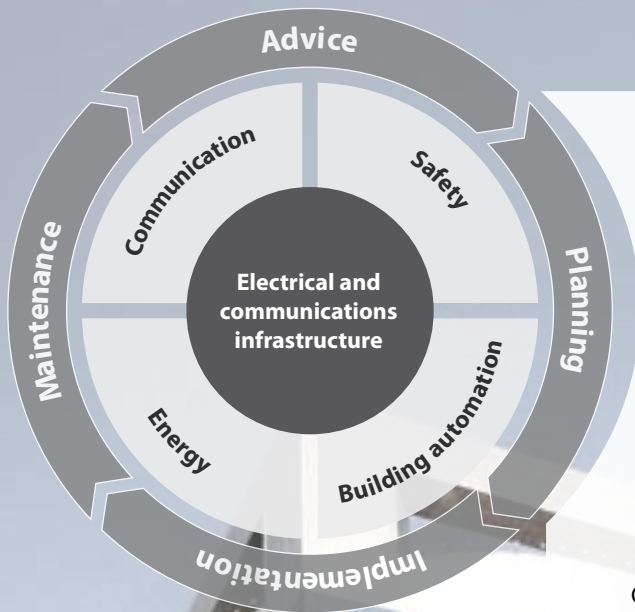 Advice
Planning
Implementation
Maintenance
Communication
Safety
Building automation
Energy
Electrical and
communications
infrastructure